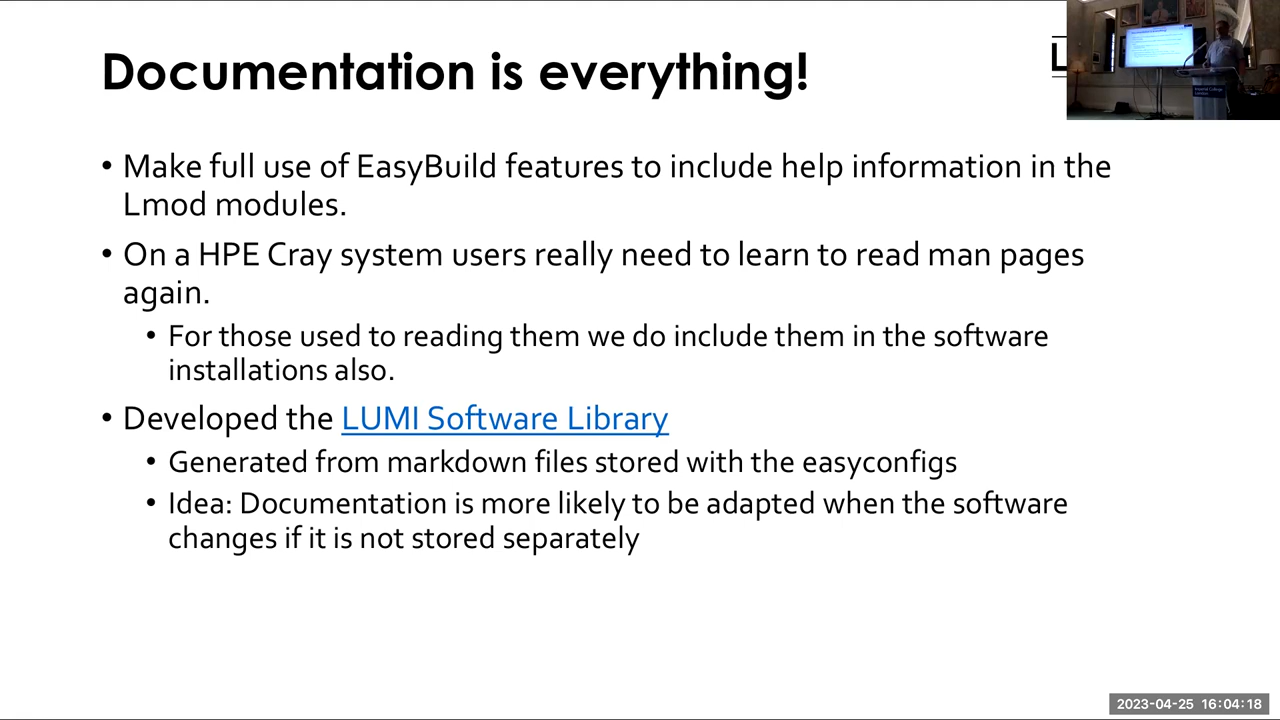 Documentation is everything!
L
• Make full use of EasyBuild features to include help information in the
Lmod modules.
• On a HPE Cray system users really need to learn to read man pages
again.
• For those used to reading them we do include them in the software
installations also.
• Developed the LUMI Software Library
• Generated from markdown files stored with the easyconfigs
• Idea: Documentation is more likely to be adapted when the software
changes if it is not stored separately
2023-04-25 16:04:18